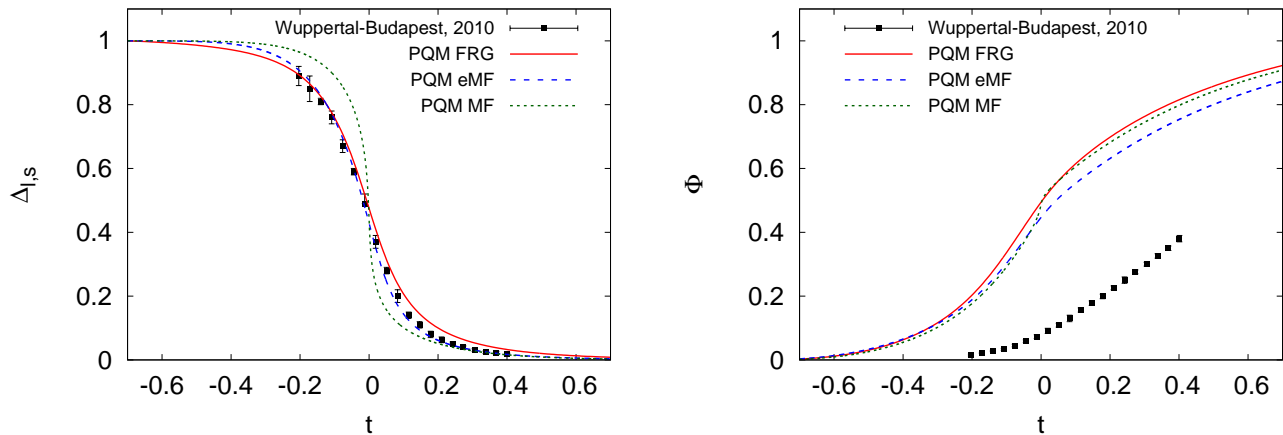 Wuppertal-Budapest, 2010
PQM FRG
PQM eMF
PQM MF
1
0.8
0.6
0.4
0.2
0
Δl,s
-0.6 -0.4 -0.2 0 0.2 0.4 0.6
t
Wuppertal-Budapest, 2010
PQM FRG
PQM eMF
PQM MF
1
0.8
0.6
0.4
0.2
0
Φ
-0.6 -0.4 -0.2 0 0.2 0.4 0.6
t